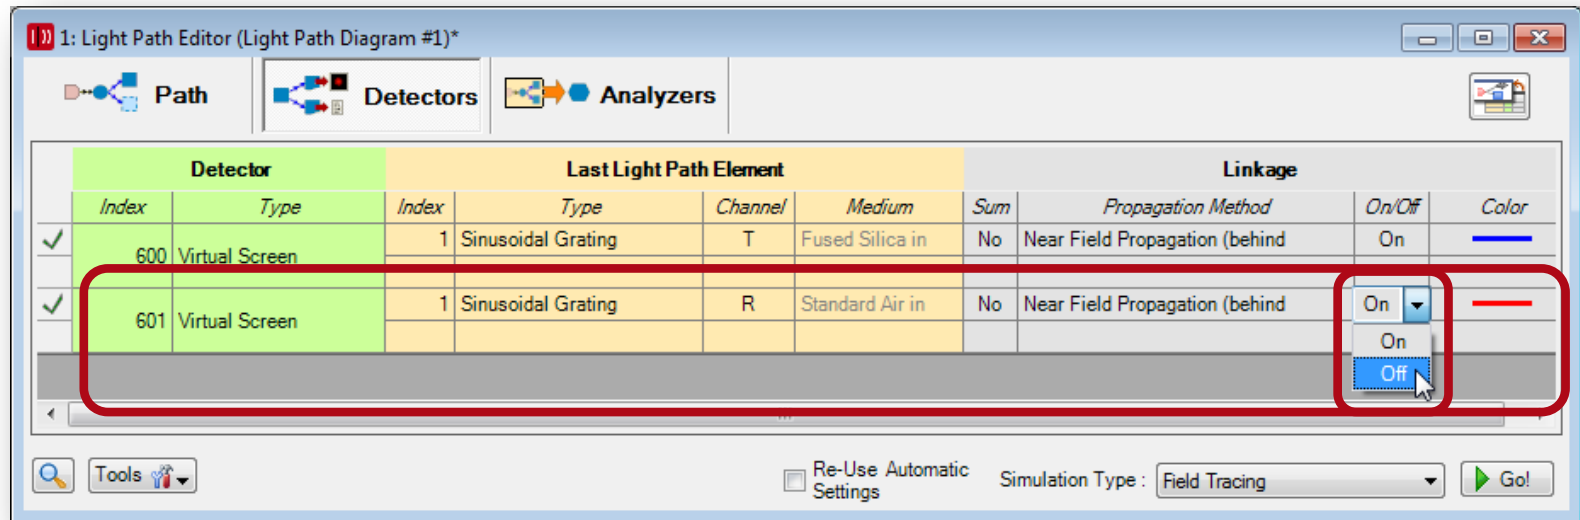 1: Light Path Editor (Light Path Diagram #1)*
Path Detectors Analyzers
Detector Last Light Path Element Linkage
Index Type Index Type Channel Medium Sum Propagation Method On/Off Color
600 Virtual Screen 1 Sinusoidal Grating T Fused Silica in No Near Field Propagation (behind On
601 Virtual Screen 1 Sinusoidal Grating R Standard Air in No Near Field Propagation (behind On
On
Off
Tools Re-Use Automatic Settings Simulation Type : Field Tracing Go!